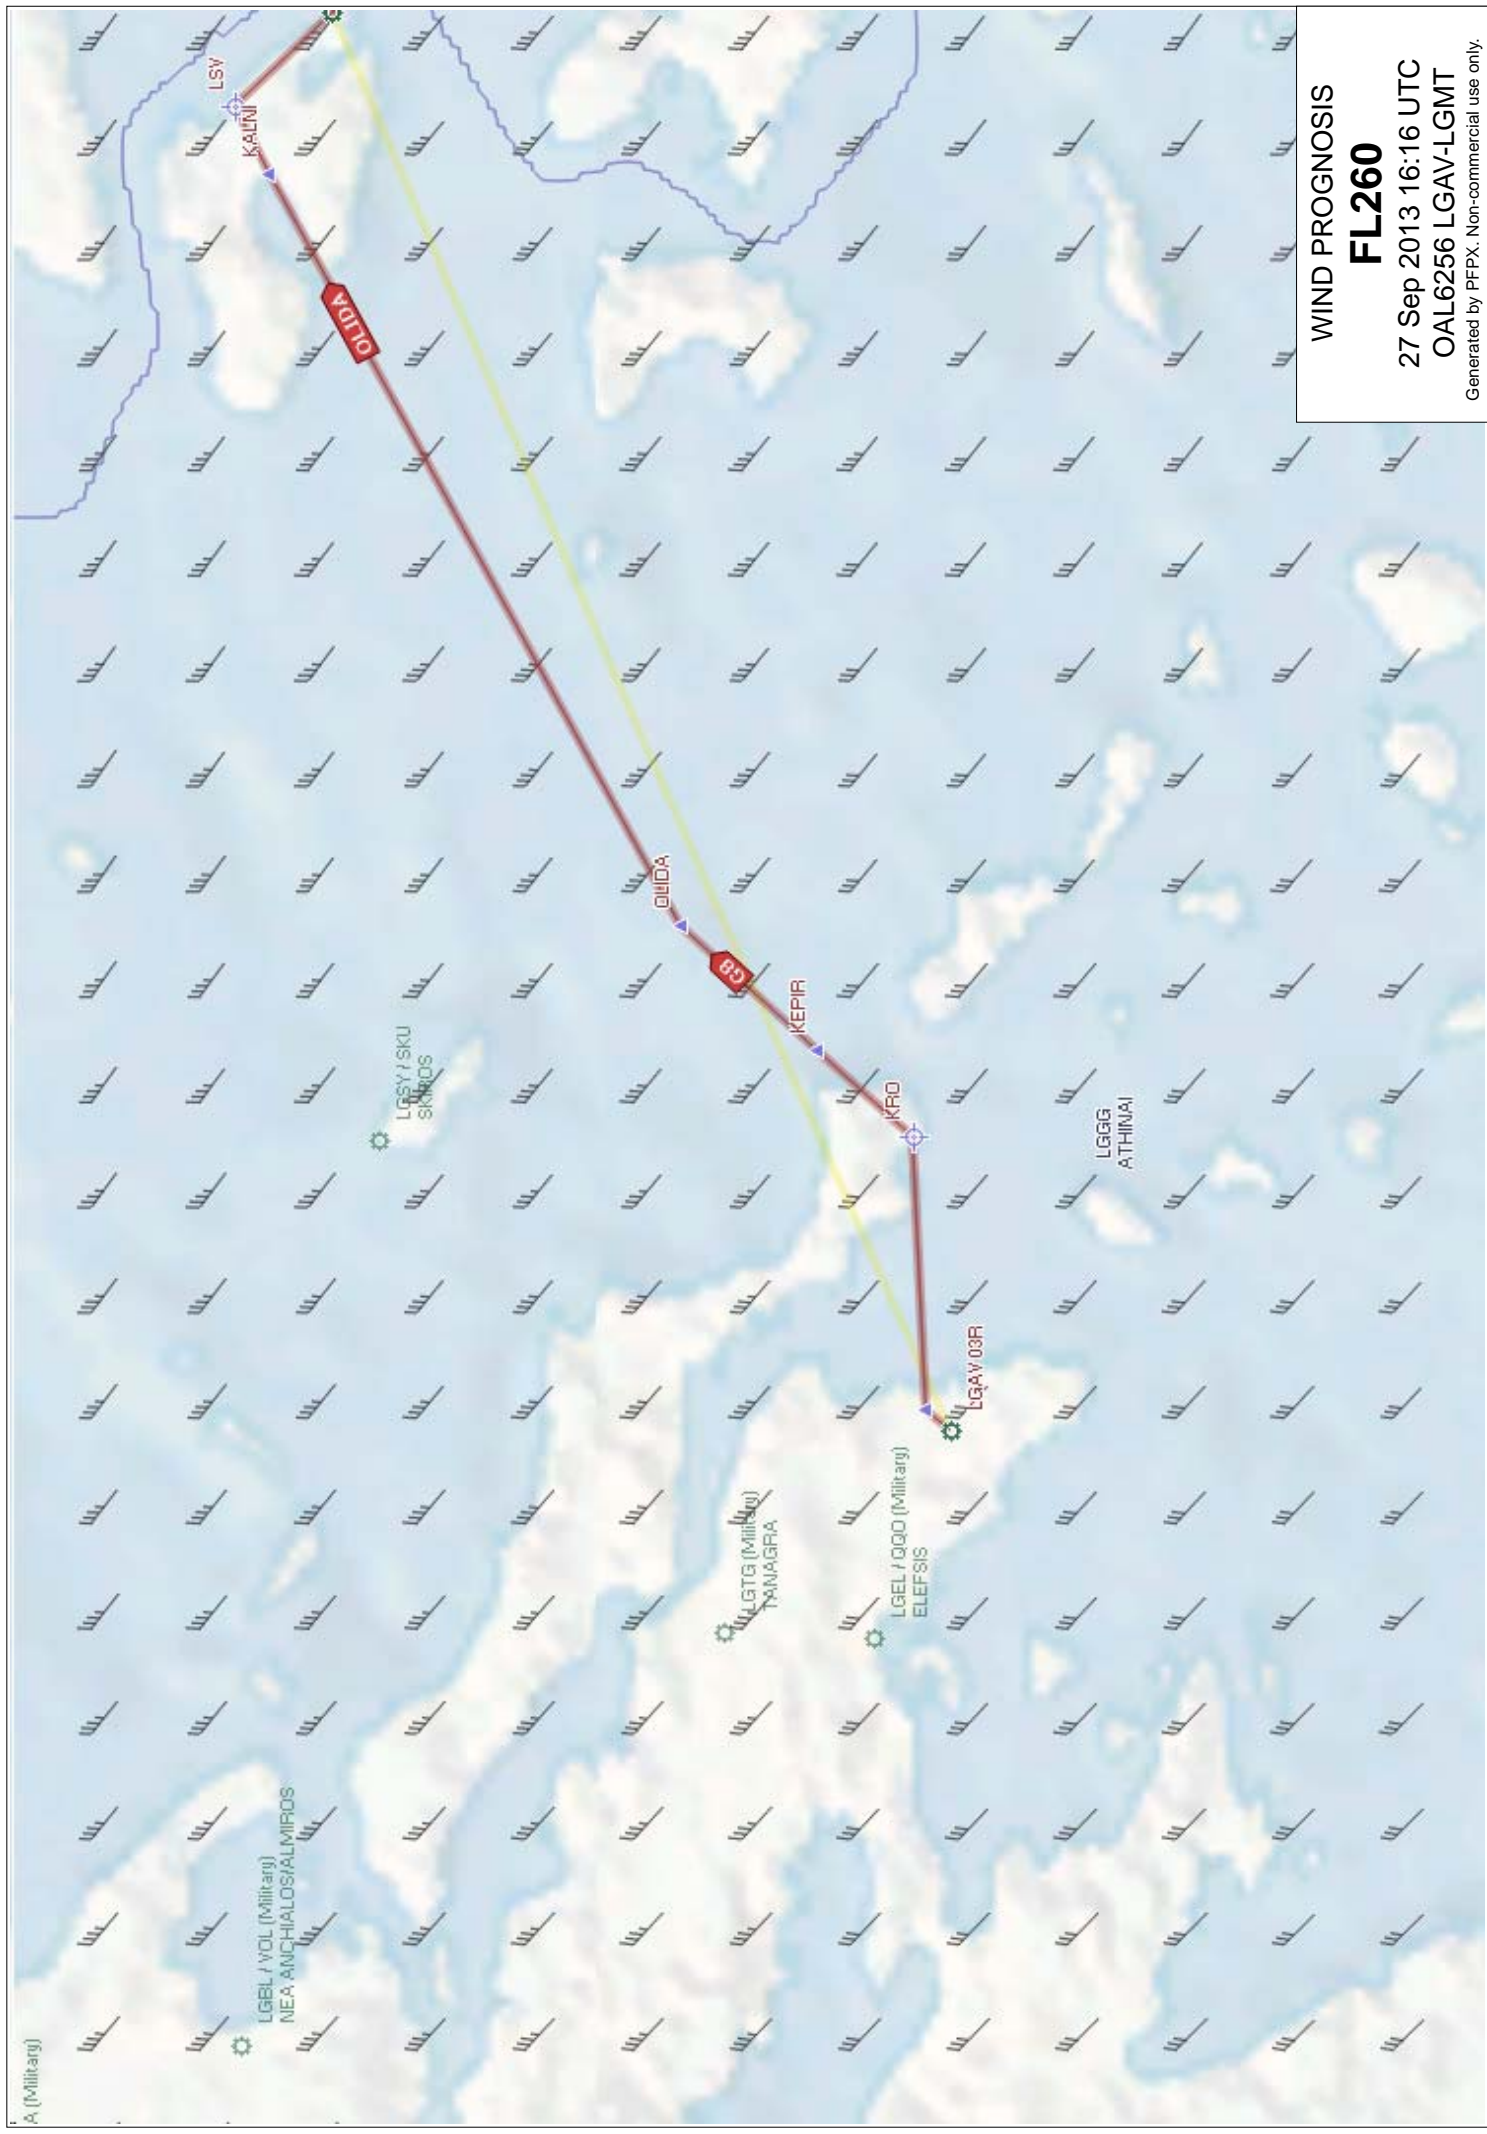 WIND PROGNOSIS
FL260
27 Sep 2013 16:16 UTC
OAL6256 LGAV-LGMT
Generated by PFPX. Non-commercial use only.
A (Military)
LGBL / VOL (Military)
NEA ANCHIALOS/ALMIROS
LGSY / SKU
SKIROS
LGTG (Military)
TANAGRA
LGEL / QQO (Military)
ELEFSIS
LGAV 03R
KRO
KEPIR
G8
OLIDA
OLIDA
KALNI
LSV
LGGG
ATHINAI